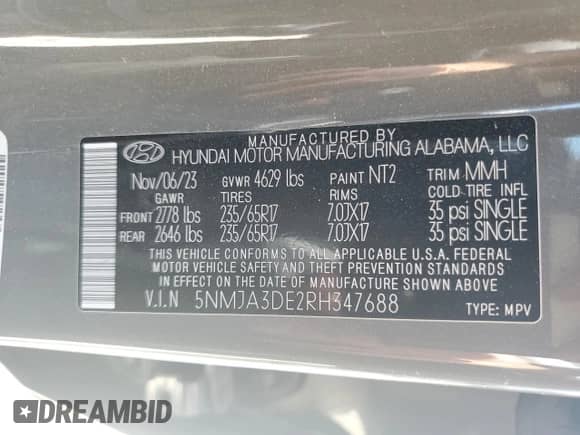 MANUFACTURED BY
HYUNDAI MOTOR MANUFACTURING ALABAMA, LLC
Nov/06/23 GVWR 4629 lbs PAINT NT2 TRIM MMH
GAWR TIRES RIMS COLD TIRE INFL
FRONT 2778 lbs 235/65R17 7.0JX17 35 psi SINGLE
REAR 2646 lbs 235/65R17 7.0JX17 35 psi SINGLE
THIS VEHICLE CONFORMS TO ALL APPLICABLE U.S.A. FEDERAL
MOTOR VEHICLE SAFETY AND THEFT PREVENTION STANDARDS
IN EFFECT ON THE DATE OF MANUFACTURE SHOWN ABOVE.
V.I.N 5NMJA3DE2RH347688 TYPE: MPV
DREAMBID